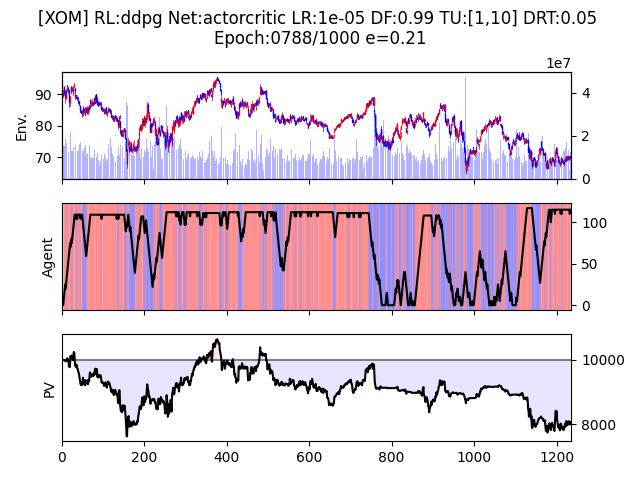 [XOM] RL:ddpg Net:actorcritic LR:1e-05 DF:0.99 TU:[1,10] DRT:0.05
Epoch:0788/1000 e=0.21
1e7
Env.
90
80
70
4
2
0
Agent
100
50
0
PV
10000
8000
0 200 400 600 800 1000 1200